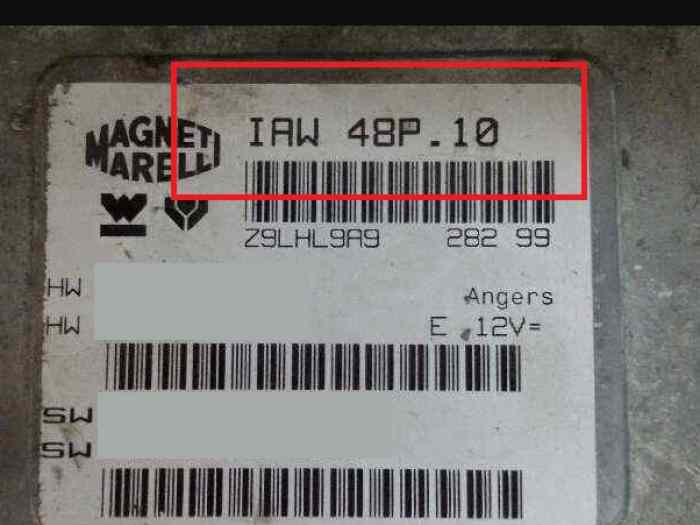 MAGNETI
MARELLI
IAW 48P.10
Z9LHL9A9 282 99
HW
Angers
HW
E .12V=
SW
SW